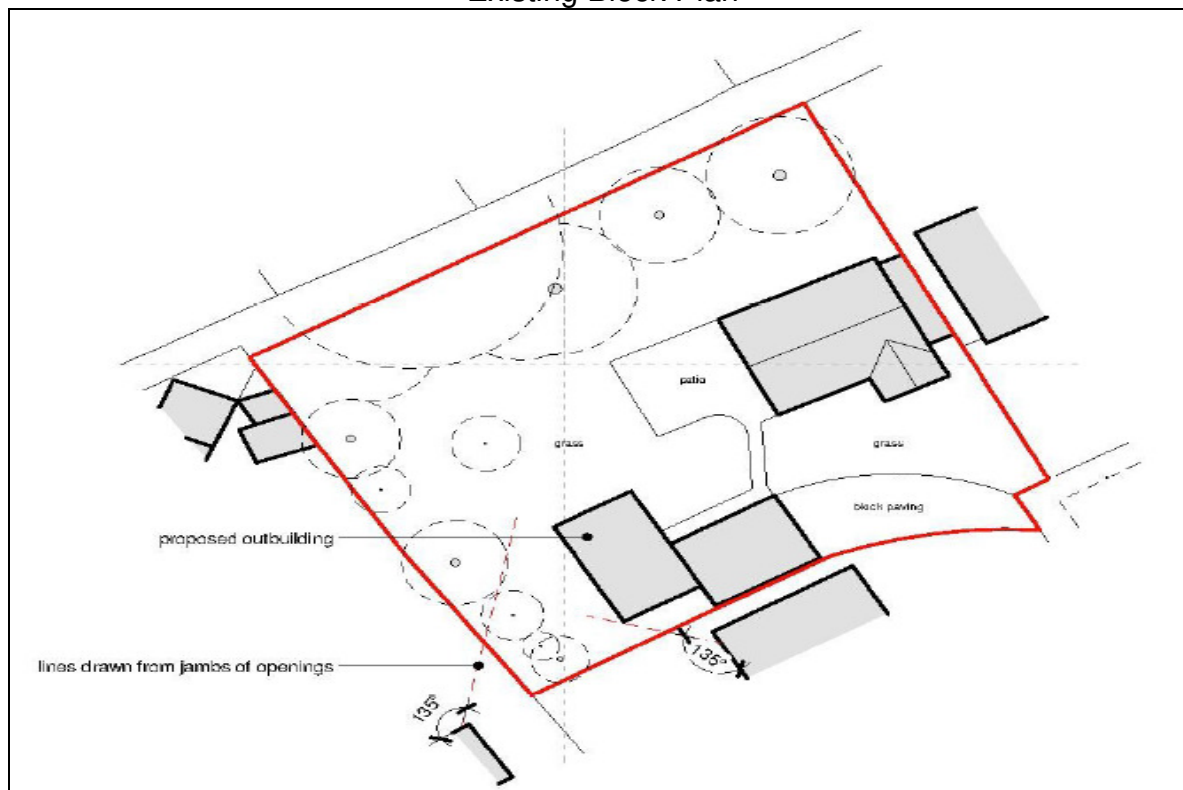 Existing Block Plan
patio
grass
grass
block paving
proposed outbuilding
135°
lines drawn from jambs of openings
135°